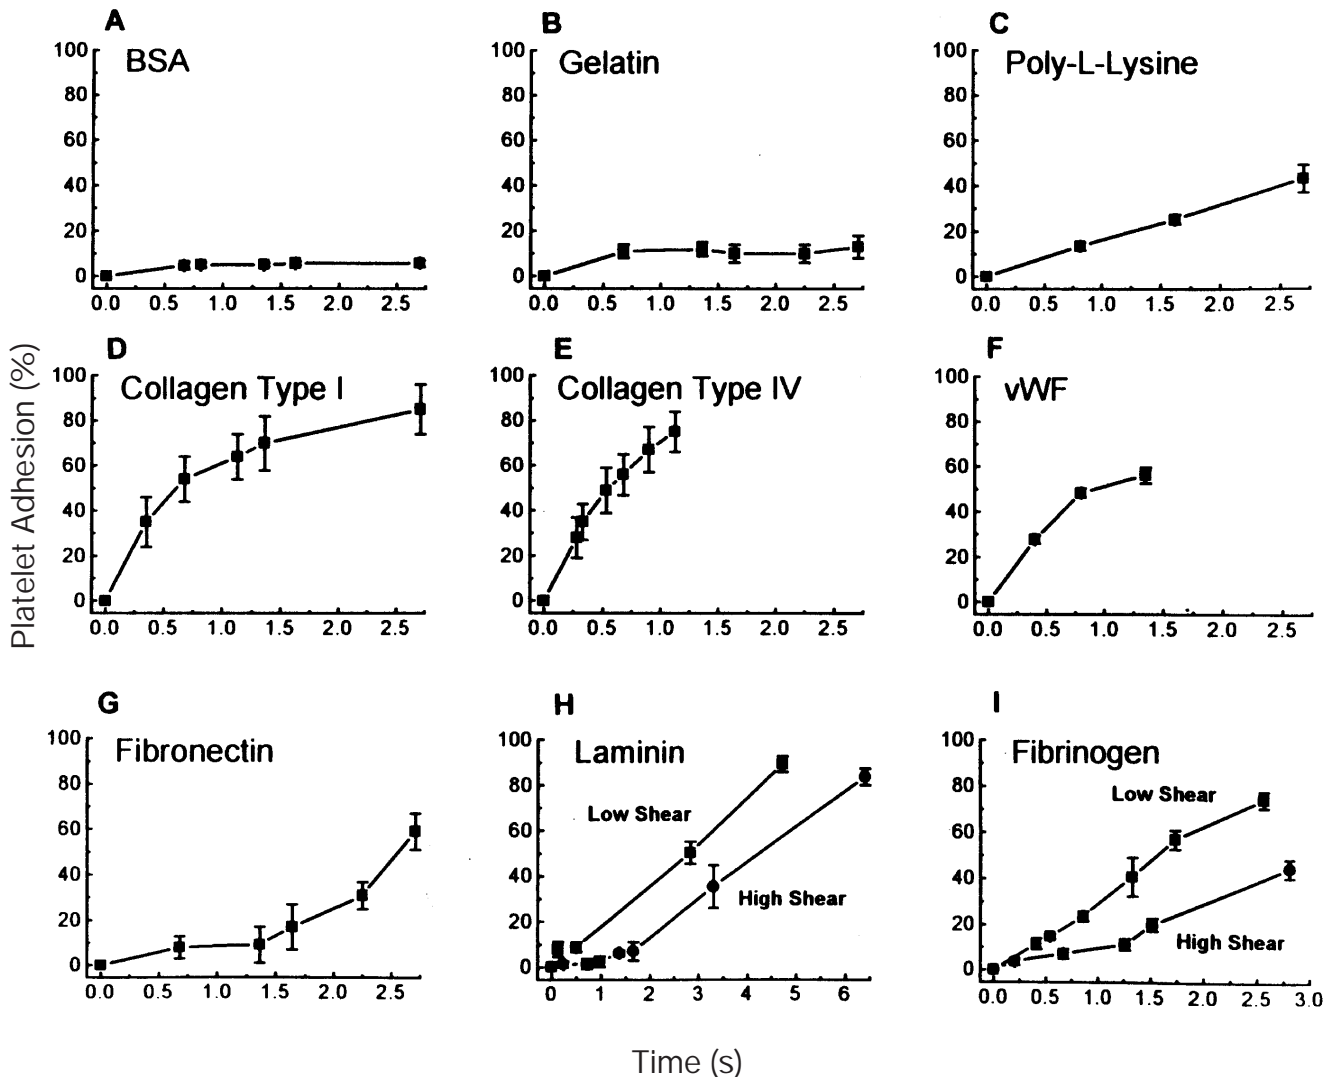 A
BSA
100
80
60
40
20
0
0.0 0.5 1.0 1.5 2.0 2.5
B
Gelatin
100
80
60
40
20
0
0.0 0.5 1.0 1.5 2.0 2.5
C
Poly-L-Lysine
100
80
60
40
20
0
0.0 0.5 1.0 1.5 2.0 2.5
Platelet Adhesion (%)
D
Collagen Type I
100
80
60
40
20
0
0.0 0.5 1.0 1.5 2.0 2.5
E
Collagen Type IV
100
80
60
40
20
0
0.0 0.5 1.0 1.5 2.0 2.5
F
vWF
100
80
60
40
20
0
0.0 0.5 1.0 1.5 2.0 2.5
G
Fibronectin
100
80
60
40
20
0
0.0 0.5 1.0 1.5 2.0 2.5
H
Laminin
100
80
60
40
20
0
Low Shear
High Shear
0 1 2 3 4 5 6
I
Fibrinogen
100
80
60
40
20
0
Low Shear
High Shear
0.0 0.5 1.0 1.5 2.0 2.5 3.0
Time (s)